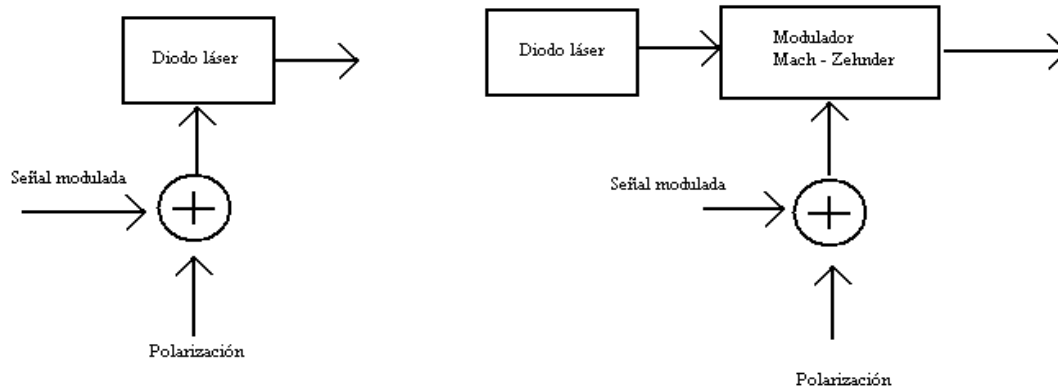 Diodo láser
Señal modulada
Polarización
Diodo láser
Modulador
Mach - Zehnder
Señal modulada
Polarización